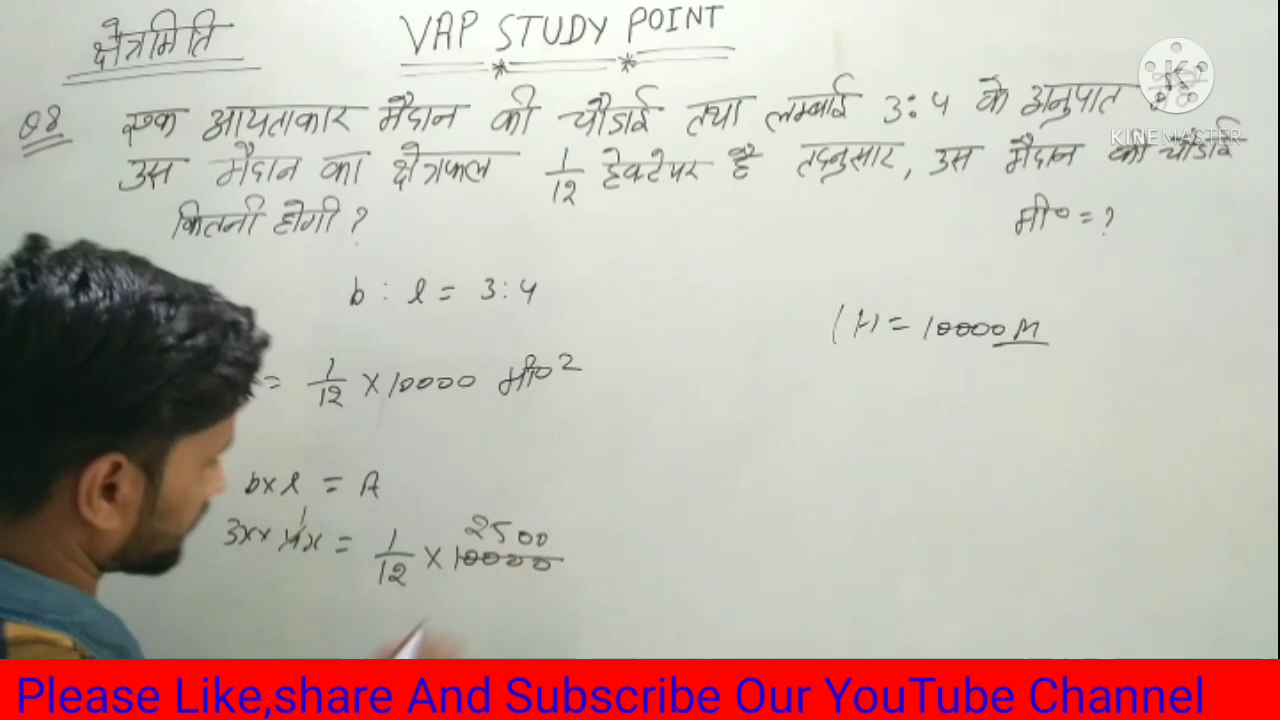 क्षेत्रमिति
VAP STUDY POINT
Q8 एक आयताकार मैदान की चौडाई तथा लम्बाई 3:4 के अनुपात
KINEMASTER
उस मैदान का क्षेत्रफल 1/12 हेक्टेयर है तद्नुसार, उस मैदान की चौडाई
कितनी होगी ?
मी० = ?
b : l = 3:4
1H = 10000 M
= 1/12 × 10000 मी०²
b×l = A
1 2500
3x × 4x = 1/12 × 10000
Please Like,share And Subscribe Our YouTube Channel